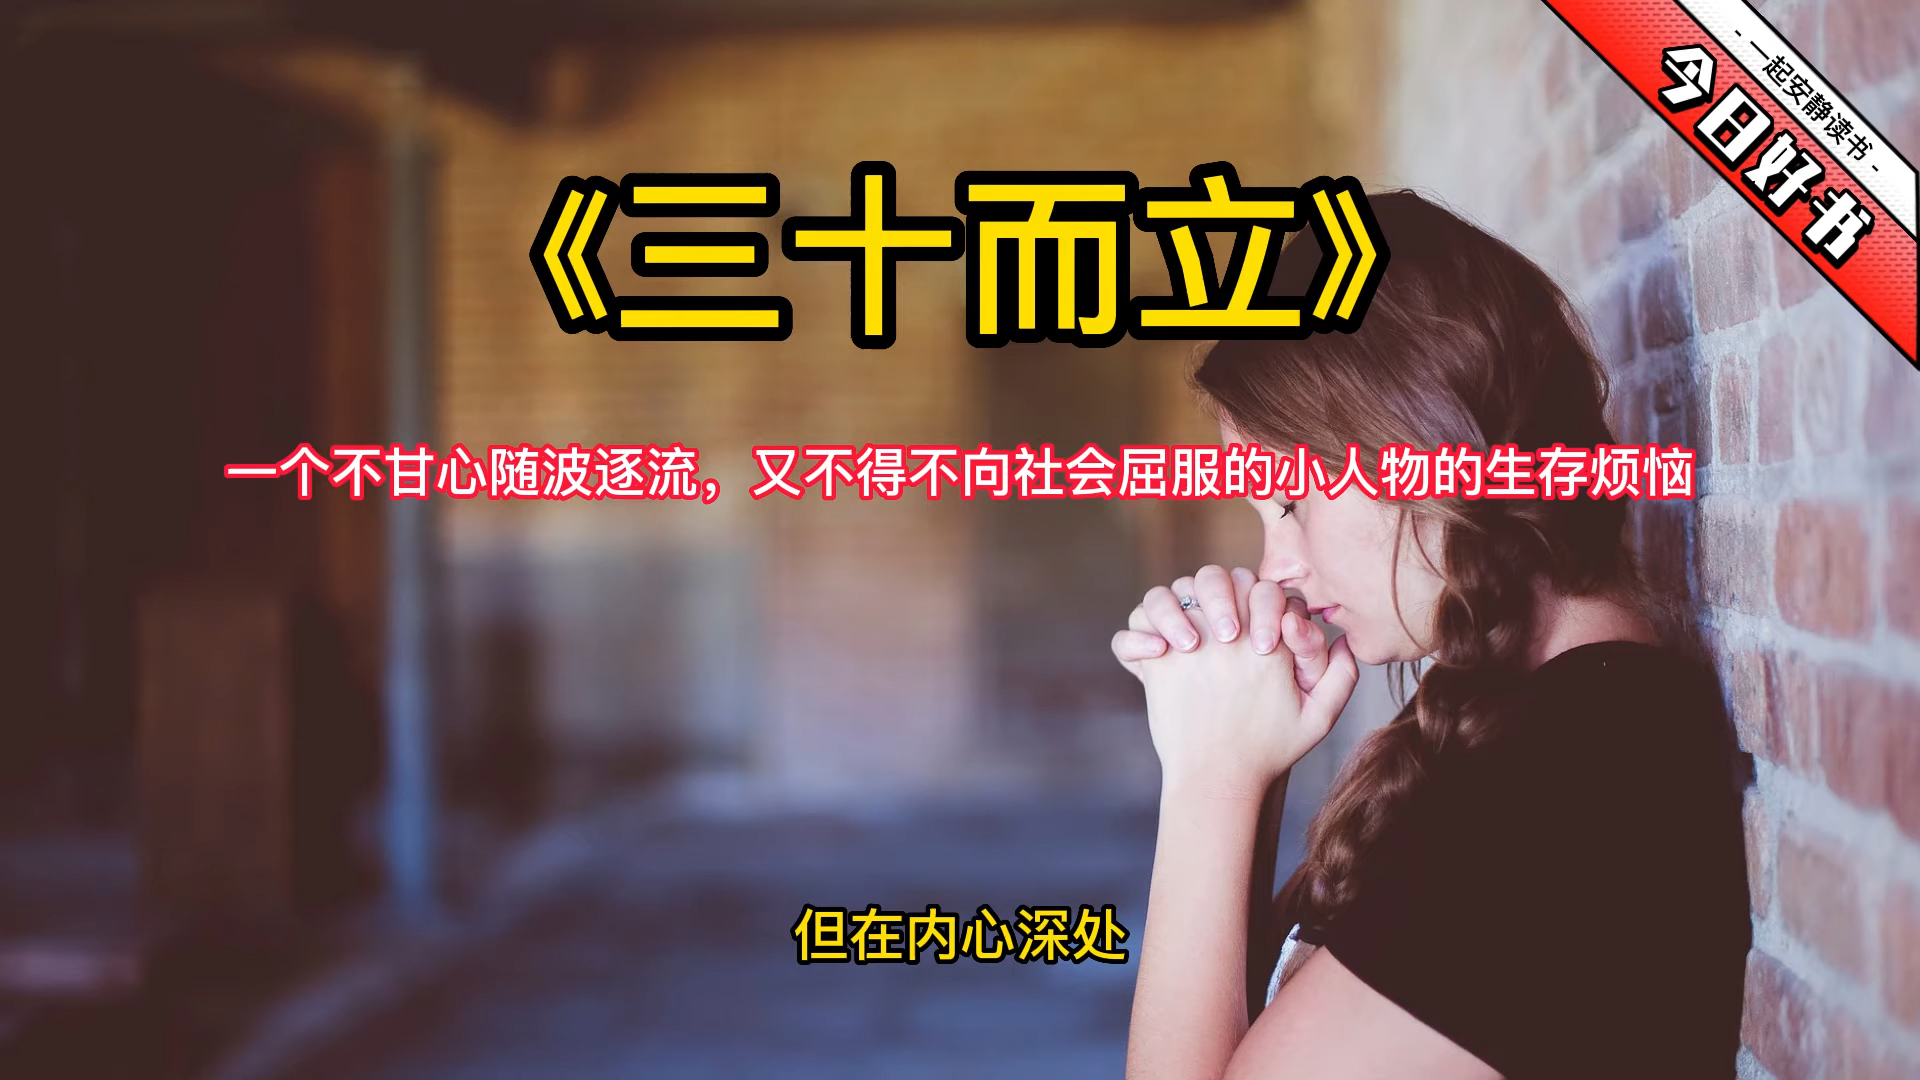 - 一起安静读书 -
今日好书
《三十而立》
一个不甘心随波逐流，又不得不向社会屈服的小人物的生存烦恼
但在内心深处